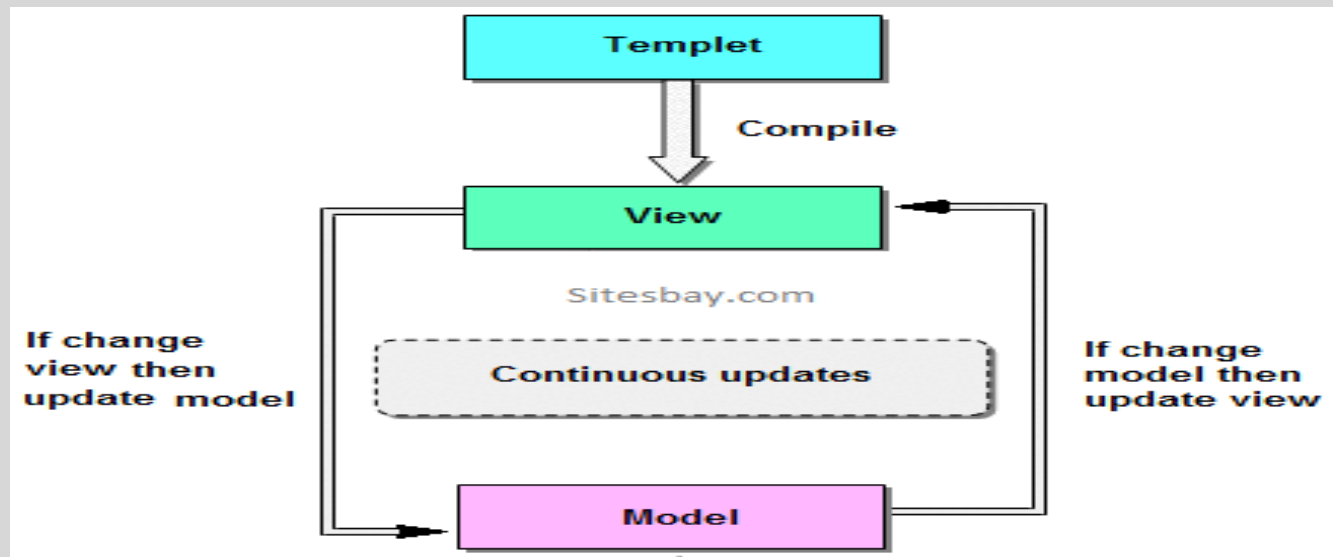 Templet
Compile
View
Sitesbay.com
If change
view then
update model
Continuous updates
If change
model then
update view
Model